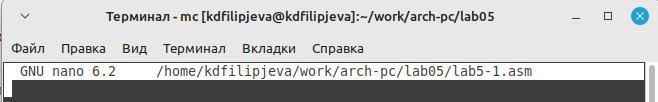 Терминал - mc [kdfilipjeva@kdfilipjeva]:~/work/arch-pc/lab05
Файл Правка Вид Терминал Вкладки Справка
GNU nano 6.2 /home/kdfilipjeva/work/arch-pc/lab05/lab5-1.asm